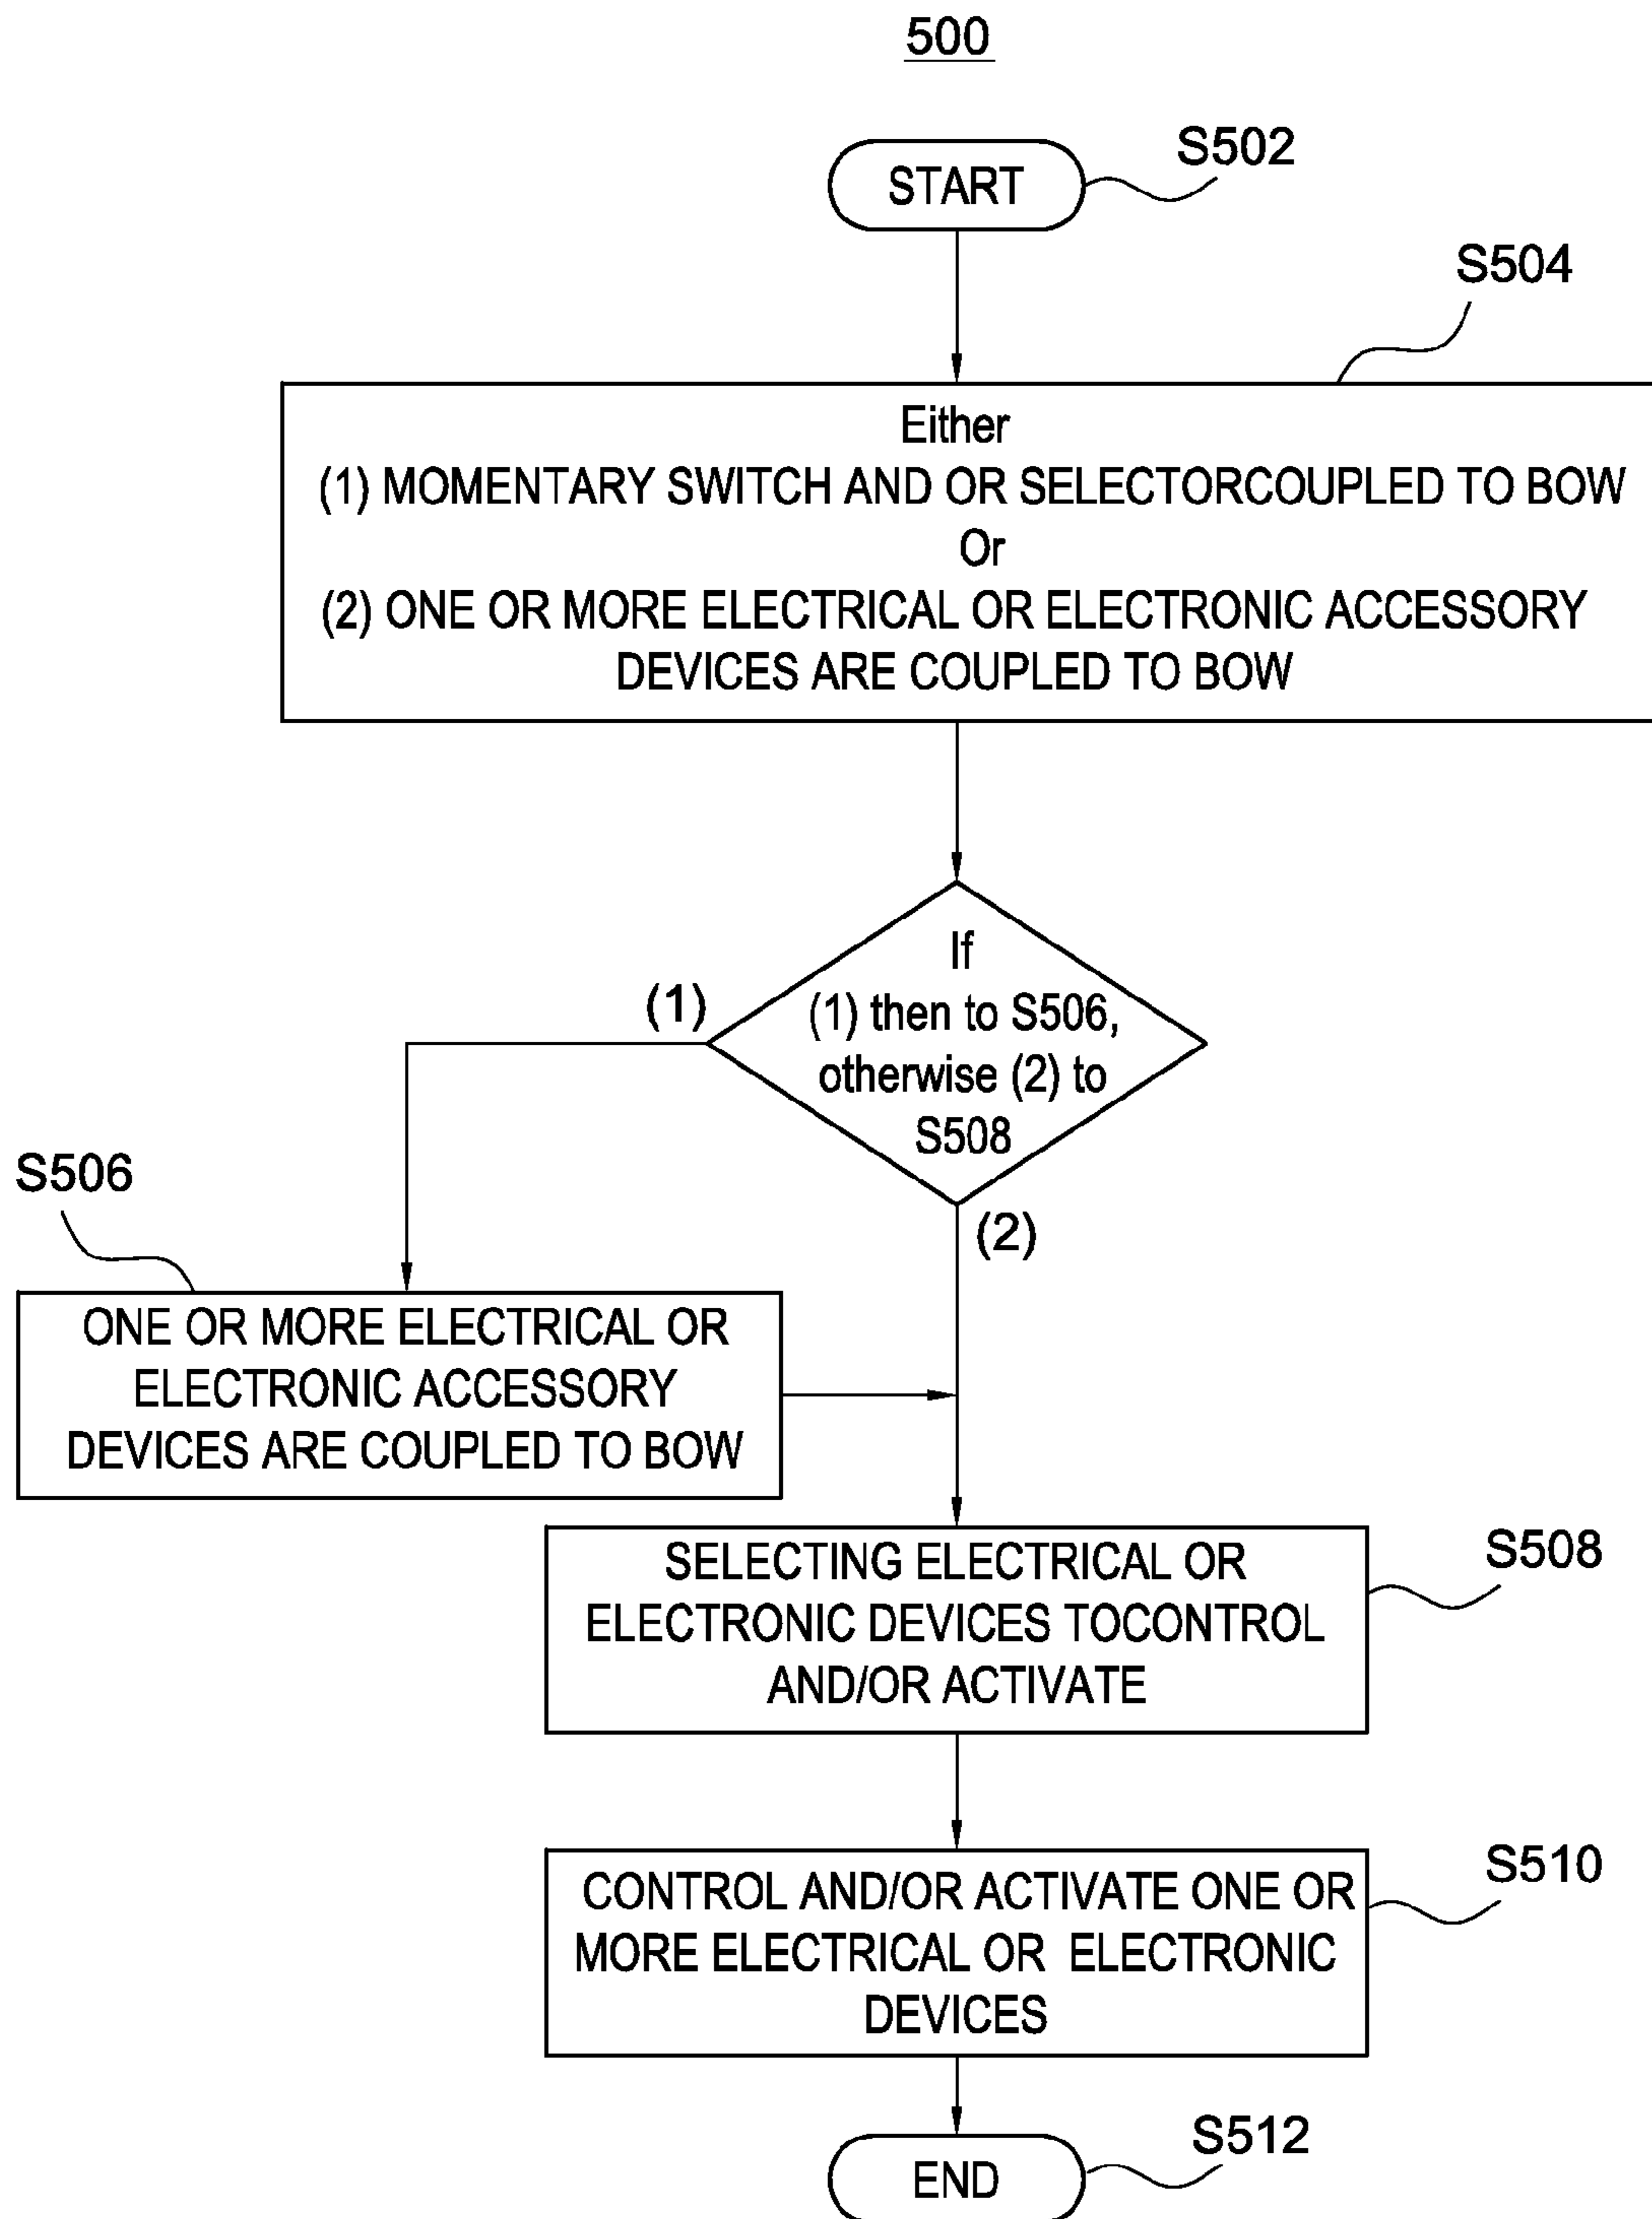 500
START
S502
S504
Either
(1) MOMENTARY SWITCH AND OR SELECTORCOUPLED TO BOW
Or
(2) ONE OR MORE ELECTRICAL OR ELECTRONIC ACCESSORY
DEVICES ARE COUPLED TO BOW
If
(1) then to S506,
otherwise (2) to
S508
(1)
(2)
S506
ONE OR MORE ELECTRICAL OR
ELECTRONIC ACCESSORY
DEVICES ARE COUPLED TO BOW
SELECTING ELECTRICAL OR
ELECTRONIC DEVICES TOCONTROL
AND/OR ACTIVATE
S508
CONTROL AND/OR ACTIVATE ONE OR
MORE ELECTRICAL OR ELECTRONIC
DEVICES
S510
END
S512